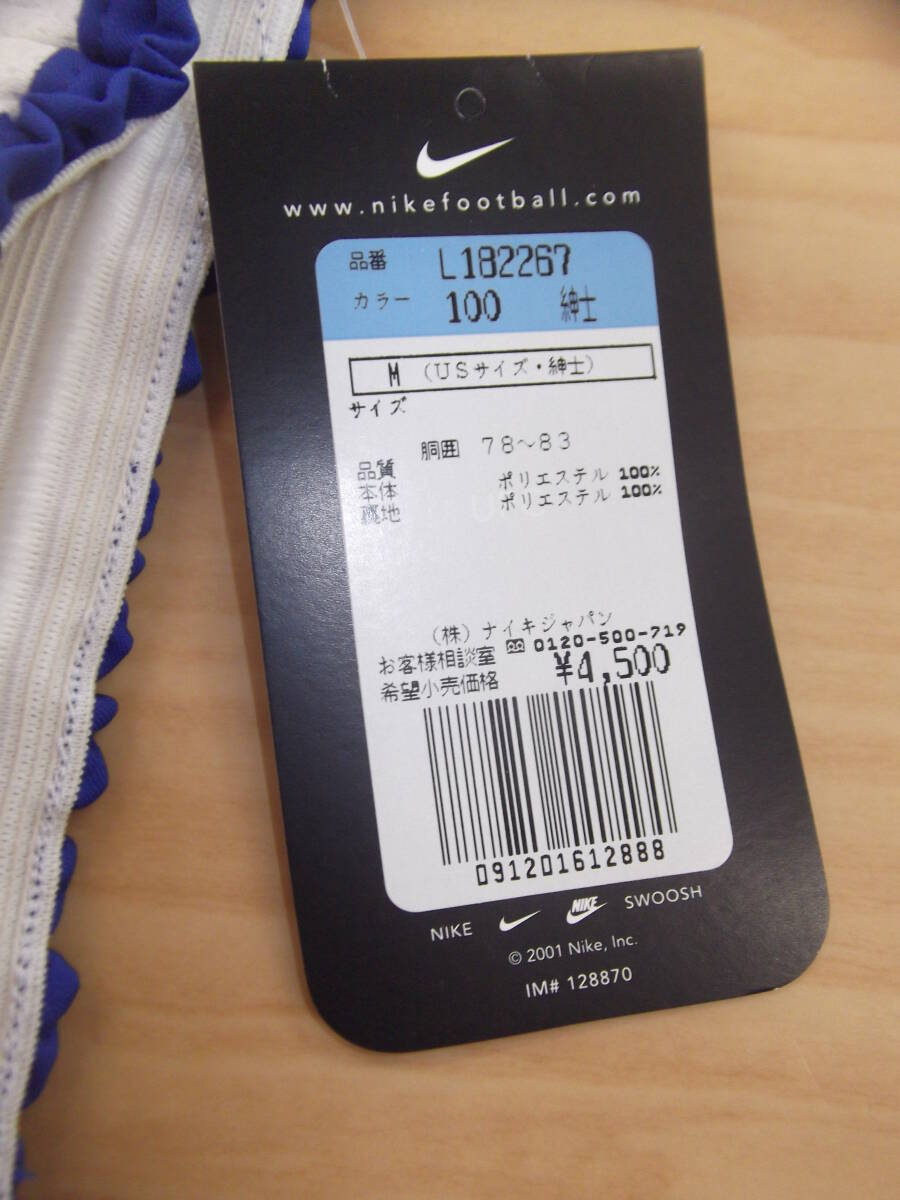 www.nikefootball.com
品番 L182267
カラー 100 紳士
M (USサイズ・紳士)
サイズ
胴囲 78~83
品質
本体 ポリエステル 100%
裏地 ポリエステル 100%
(株) ナイキジャパン
お客様相談室 0120-500-719
希望小売価格 ¥4,500
091201612888
NIKE NIKE SWOOSH
© 2001 Nike, Inc.
IM# 128870